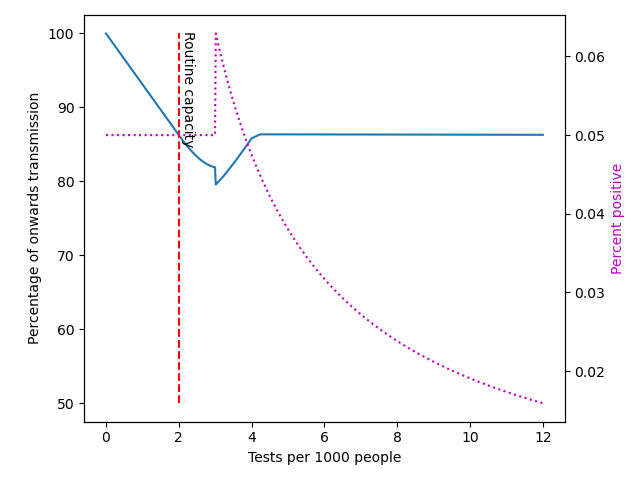 100
90
80
70
60
50
Percentage of onwards transmission
Routine capacity
0.06
0.05
0.04
0.03
0.02
Percent positive
0 2 4 6 8 10 12
Tests per 1000 people